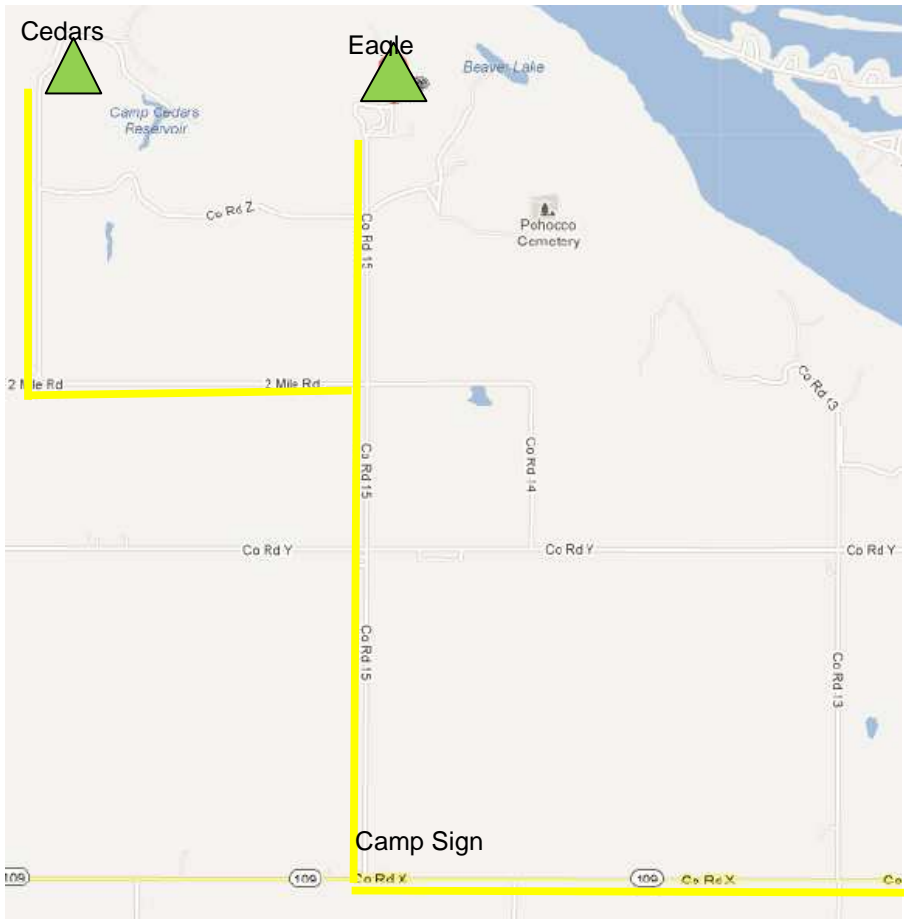 Cedars
Eagle
Beaver Lake
Camp Cedars
Reservoir
Co Rd Z
Pohocco
Cemetery
Co Rd 15
2 Mile Rd
2 Mile Rd
Co Rd 13
Co Rd 15
Co Rd 14
Co Rd Y
Co Rd Y
Co Rd Y
Co Rd 15
Co Rd 13
Camp Sign
109
109
Co Rd X
109
Co Rd X
Co